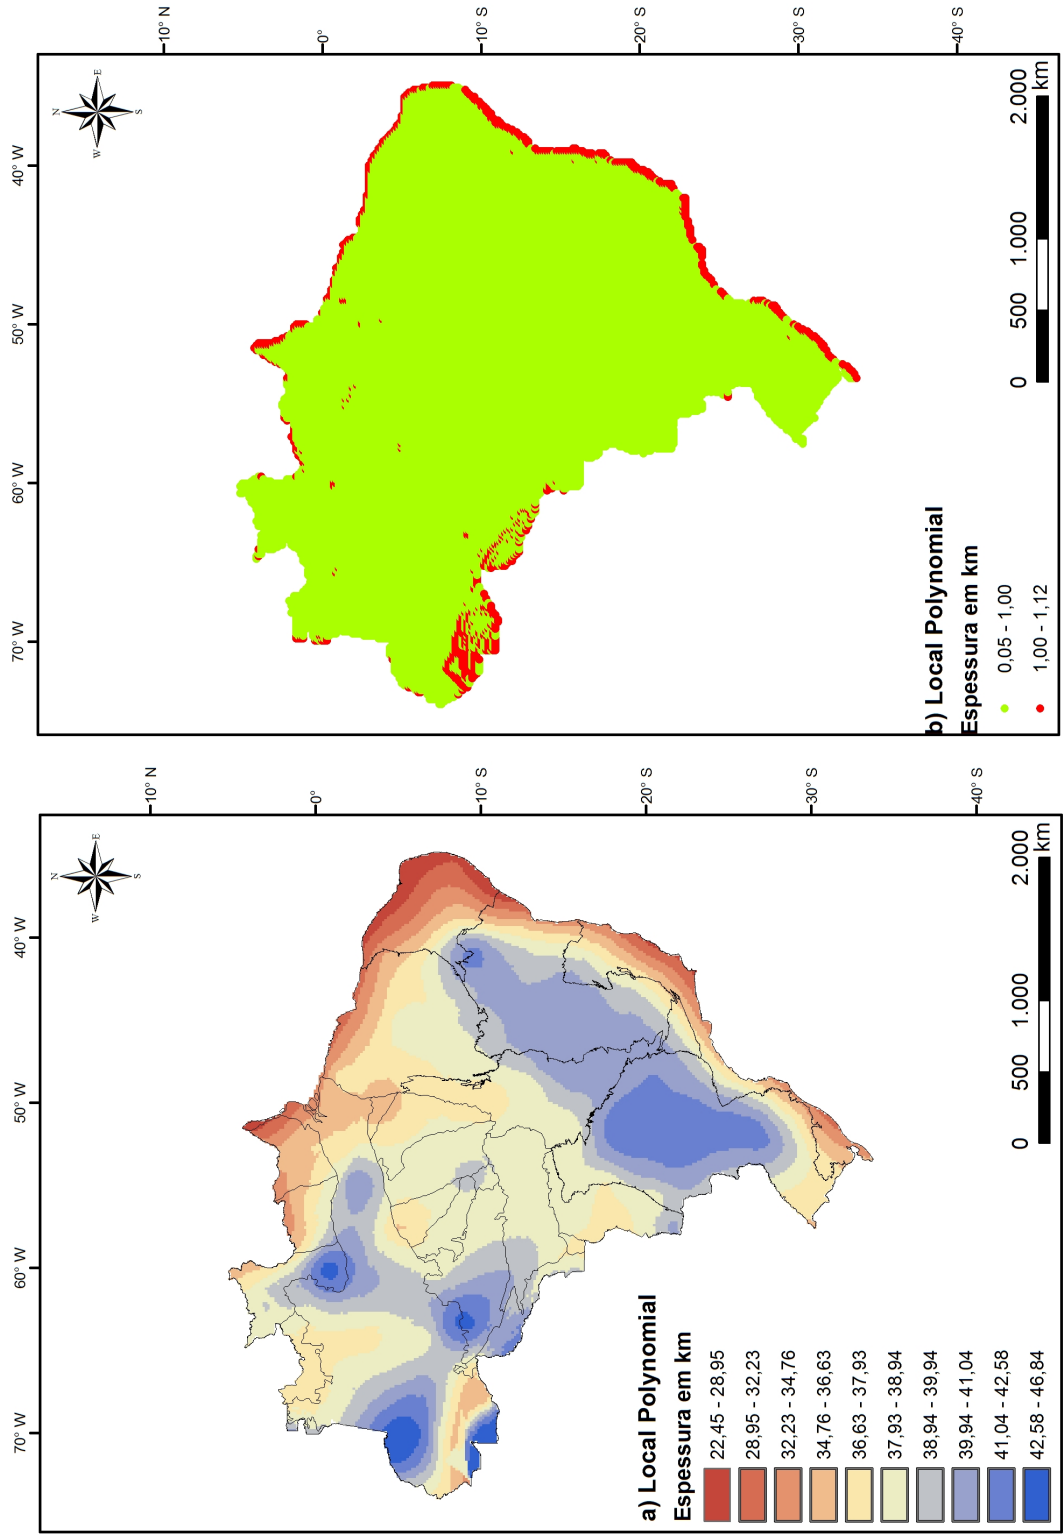 70° W
60° W
50° W
40° W
N
S
W
E
10° N
0°
10° S
20° S
30° S
40° S
a) Local Polynomial
Espessura em km
22,45 - 28,95
28,95 - 32,23
32,23 - 34,76
34,76 - 36,63
36,63 - 37,93
37,93 - 38,94
38,94 - 39,94
39,94 - 41,04
41,04 - 42,58
42,58 - 46,84
0
500
1.000
2.000
km
70° W
60° W
50° W
40° W
N
S
W
E
10° N
0°
10° S
20° S
30° S
40° S
b) Local Polynomial
Espessura em km
0,05 - 1,00
1,00 - 1,12
0
500
1.000
2.000
km